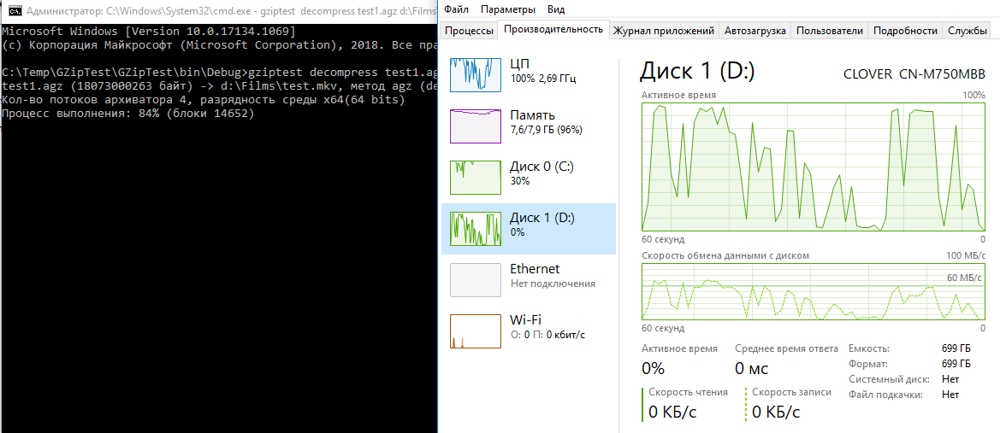 Администратор: C:\Windows\System32\cmd.exe - gziptest decompress test1.agz d:\Films\
Microsoft Windows [Version 10.0.17134.1069]
(c) Корпорация Майкрософт (Microsoft Corporation), 2018. Все пра
C:\Temp\GZipTest\GZipTest\bin\Debug>gziptest decompress test1.ag
test1.agz (18073000263 байт) -> d:\Films\test.mkv, метод agz (de
Кол-во потоков архиватора 4, разрядность среды x64(64 bits)
Процесс выполнения: 84% (блоки 14652)
Файл Параметры Вид
Процессы Производительность Журнал приложений Автозагрузка Пользователи Подробности Службы
ЦП
100% 2,69 ГГц
Память
7,6/7,9 ГБ (96%)
Диск 0 (C:)
30%
Диск 1 (D:)
0%
Ethernet
Нет подключения
Wi-Fi
О: 0 П: 0 кбит/с
Диск 1 (D:) CLOVER CN-M750MBB
Активное время 100%
60 секунд 0
Скорость обмена данными с диском 100 МБ/с
60 МБ/с
60 секунд 0
Активное время
0%
Среднее время ответа
0 мс
Скорость чтения
0 КБ/с
Скорость записи
0 КБ/с
Емкость: 699 ГБ
Формат: 699 ГБ
Системный диск: Нет
Файл подкачки: Нет